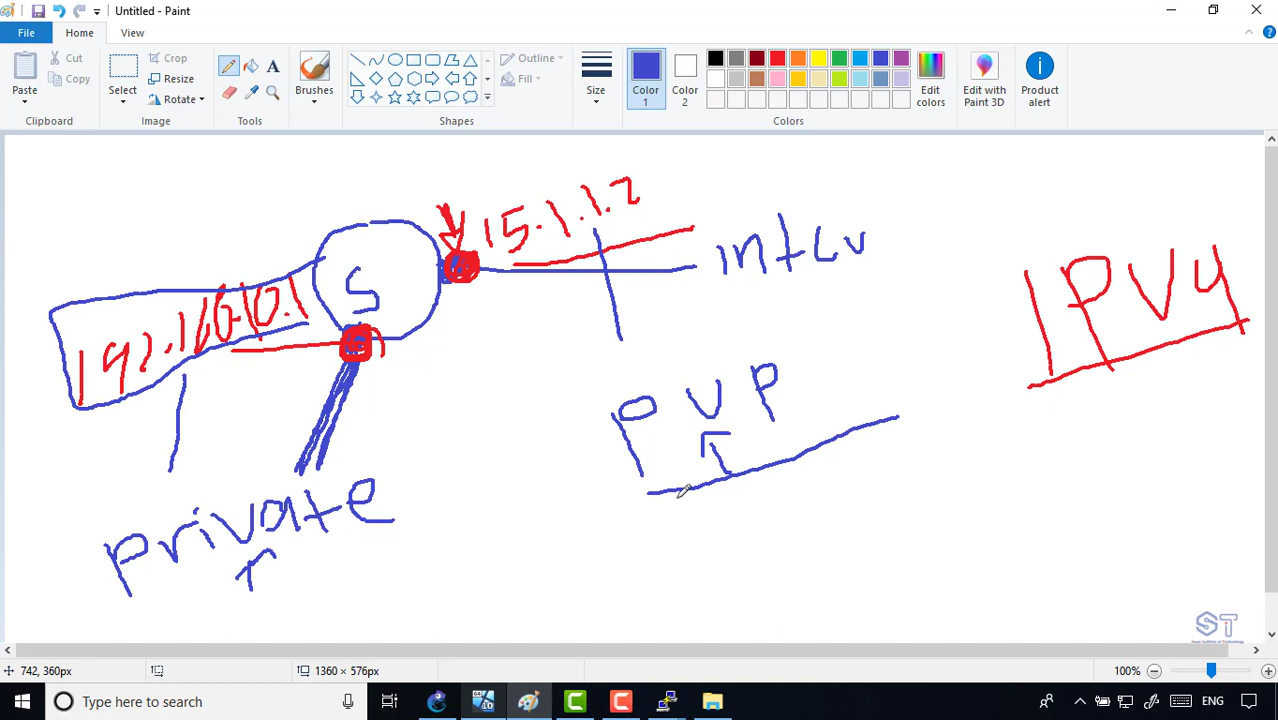 Untitled - Paint
File
Home
View
Paste
Cut
Copy
Clipboard
Select
Crop
Resize
Rotate
Image
A
Tools
Brushes
Outline
Fill
Shapes
Size
Color 1
Color 2
Edit colors
Colors
Edit with Paint 3D
Product alert
15.1.1.2
S
192.168.10.1
IPV4
private
r
ST
742, 360px
1360 × 576px
100%
Type here to search
ENG